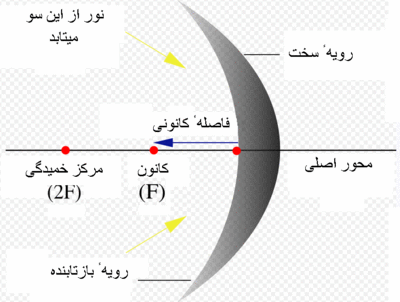 نور از این سو
میتابد
رویهٔ سخت
فاصلهٔ کانونی
محور اصلی
کانون
(F)
مرکز خمیدگی
(2F)
رویهٔ بازتابنده